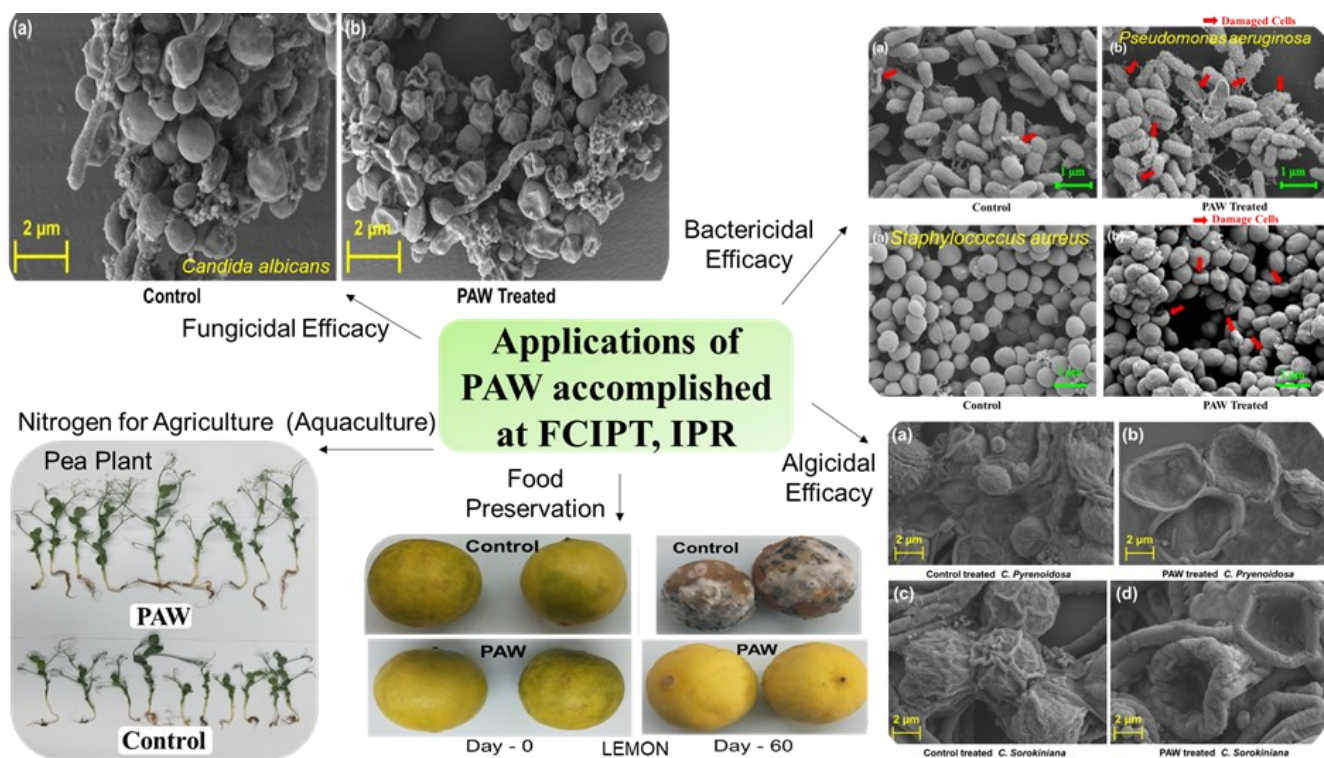 (a)
(b)
2 µm
Candida albicans
2 µm
Control
PAW Treated
Fungicidal Efficacy
Bactericidal
Efficacy
➡ Damaged Cells
(a)
Pseudomonas aeruginosa
(b)
1 µm
1 µm
Control
PAW Treated
➡ Damage Cells
(a)
Staphylococcus aureus
(b)
1 µm
1 µm
Control
PAW Treated
Applications of
PAW accomplished
at FCIPT, IPR
Nitrogen for Agriculture (Aquaculture)
Pea Plant
PAW
Control
Food
Preservation
Control
Control
PAW
PAW
Day - 0
LEMON
Day - 60
Algicidal
Efficacy
(a)
(b)
2 µm
2 µm
Control treated C. Pyrenoidosa
PAW treated C. Pryenoidosa
(c)
(d)
2 µm
2 µm
Control treated C. Sorokiniana
PAW treated C. Sorokiniana